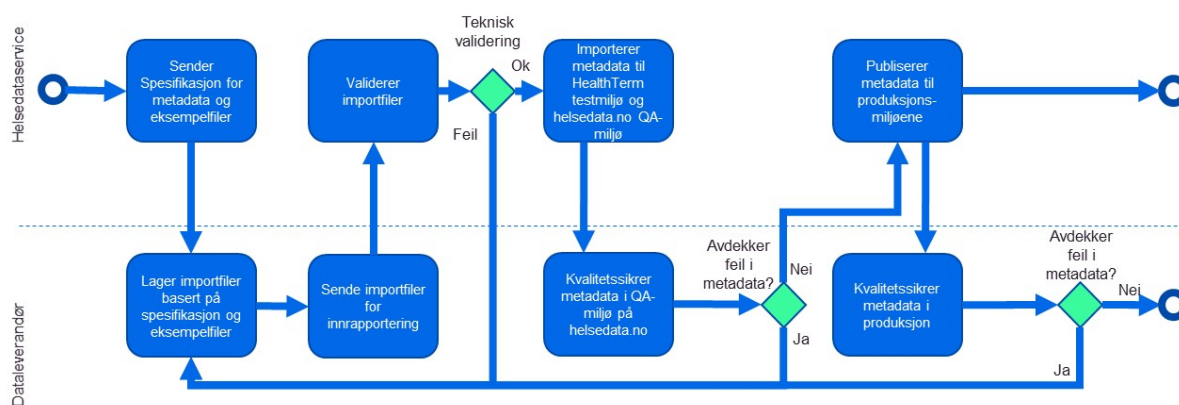 Helsedataservice
Sender
Spesifikasjon for
metadata og
eksempelfiler
Validerer
importfiler
Teknisk
validering
Ok
Feil
Importerer
metadata til
HealthTerm
testmiljø og
helsedata.no QA-
miljø
Publiserer
metadata til
produksjons-
miljøene
Dataleverandør
Lager importfiler
basert på
spesifikasjon og
eksempelfiler
Sende importfiler
for
innrapportering
Kvalitetssikrer
metadata i QA-
miljø på
helsedata.no
Avdekker
feil i
metadata?
Nei
Ja
Kvalitetssikrer
metadata i
produksjon
Avdekker
feil i
metadata?
Nei
Ja